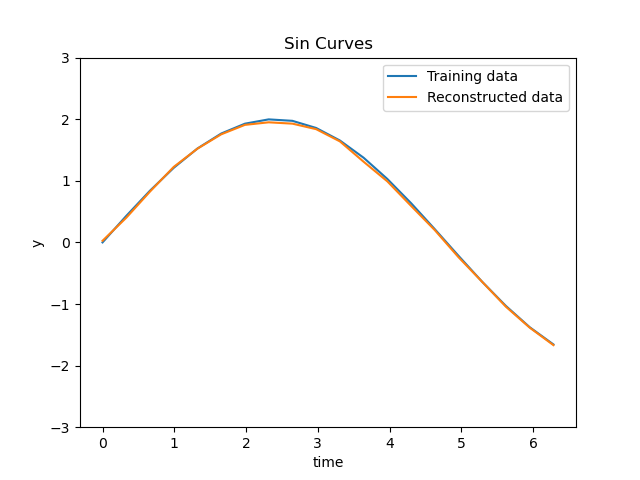 Sin Curves
Training data
Reconstructed data
3
2
1
0
−1
−2
−3
y
0 1 2 3 4 5 6
time